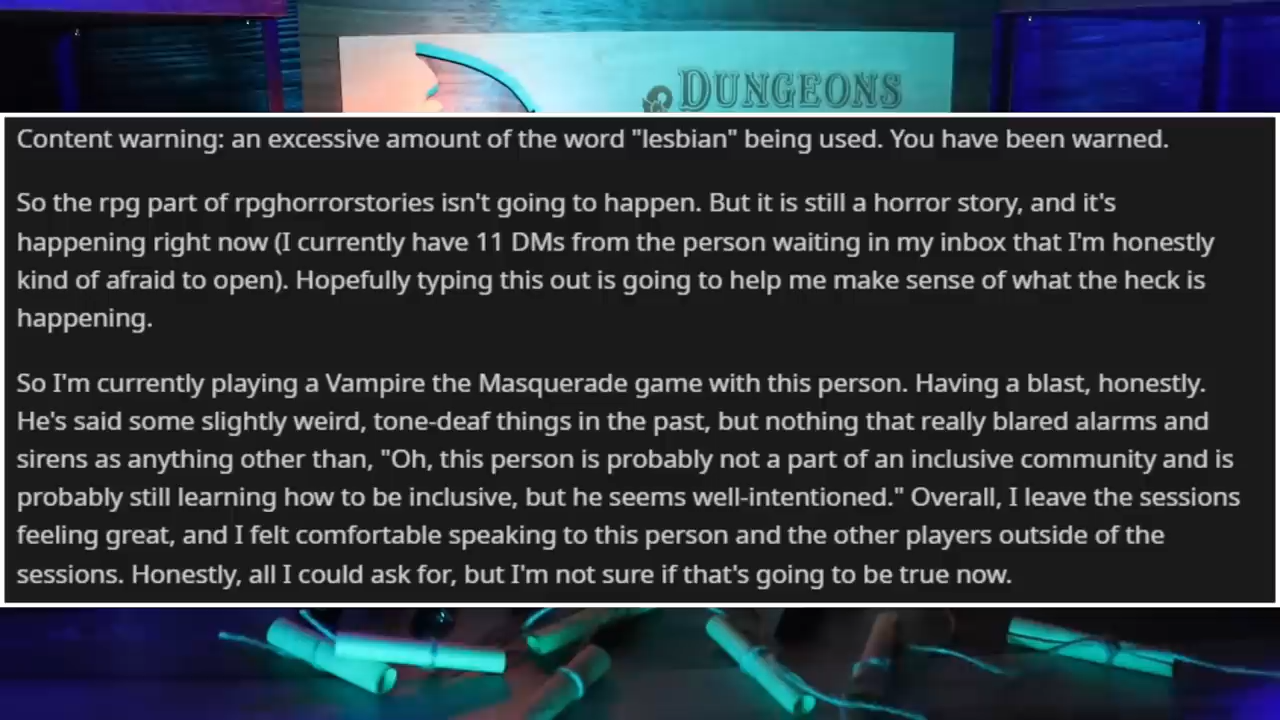 DUNGEONS
Content warning: an excessive amount of the word "lesbian" being used. You have been warned.
So the rpg part of rpghorrorstories isn't going to happen. But it is still a horror story, and it's
happening right now (I currently have 11 DMs from the person waiting in my inbox that I'm honestly
kind of afraid to open). Hopefully typing this out is going to help me make sense of what the heck is
happening.
So I'm currently playing a Vampire the Masquerade game with this person. Having a blast, honestly.
He's said some slightly weird, tone-deaf things in the past, but nothing that really blared alarms and
sirens as anything other than, "Oh, this person is probably not a part of an inclusive community and is
probably still learning how to be inclusive, but he seems well-intentioned." Overall, I leave the sessions
feeling great, and I felt comfortable speaking to this person and the other players outside of the
sessions. Honestly, all I could ask for, but I'm not sure if that's going to be true now.